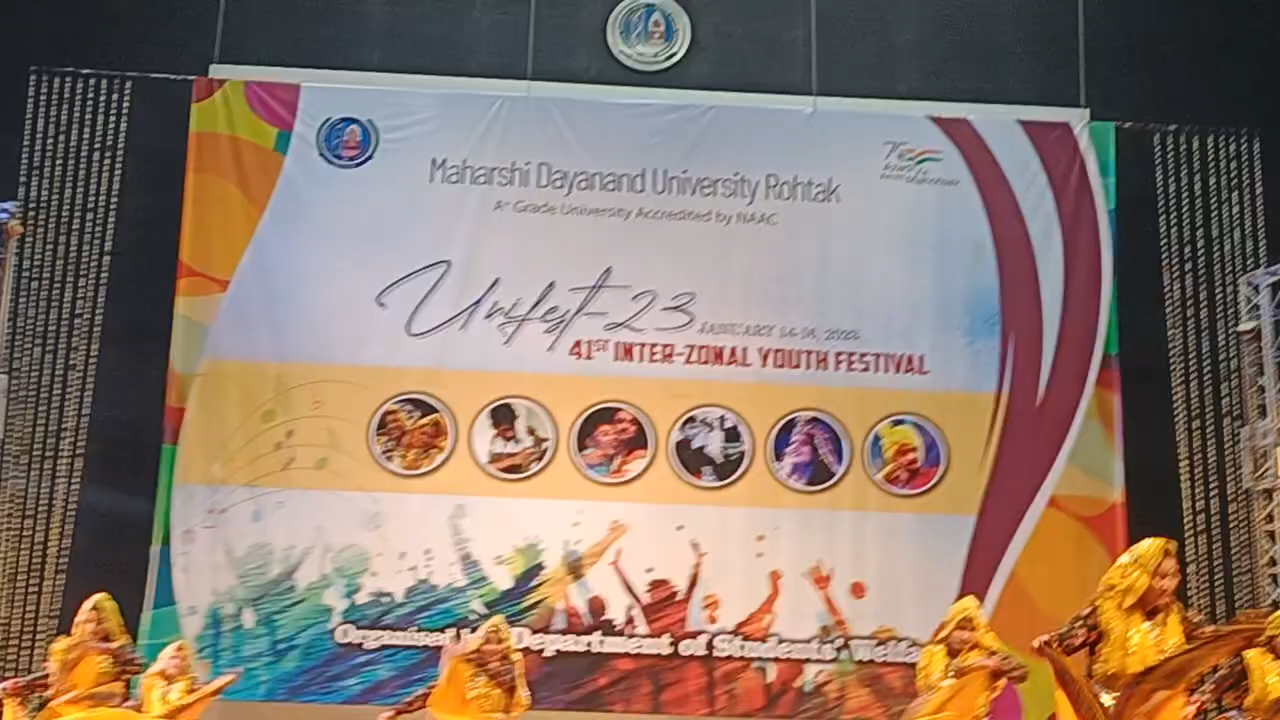 Maharshi Dayanand University Rohtak
A+ Grade University Accredited by NAAC
Unifest-23
41ST INTER-ZONAL YOUTH FESTIVAL
Organised Department of Students'